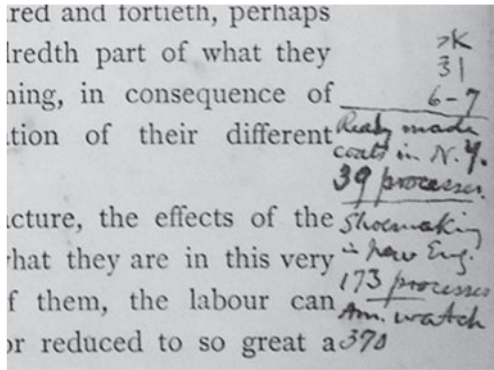 red and fortieth, perhaps
dredth part of what they
ning, in consequence of
tion of their different
cture, the effects of the
what they are in this very
f them, the labour can
or reduced to so great a
31
6-7
Ready made
coats in N.Y.
39 processes.
Shoemaking
in New Eng.
173 processes
Am. watch
370